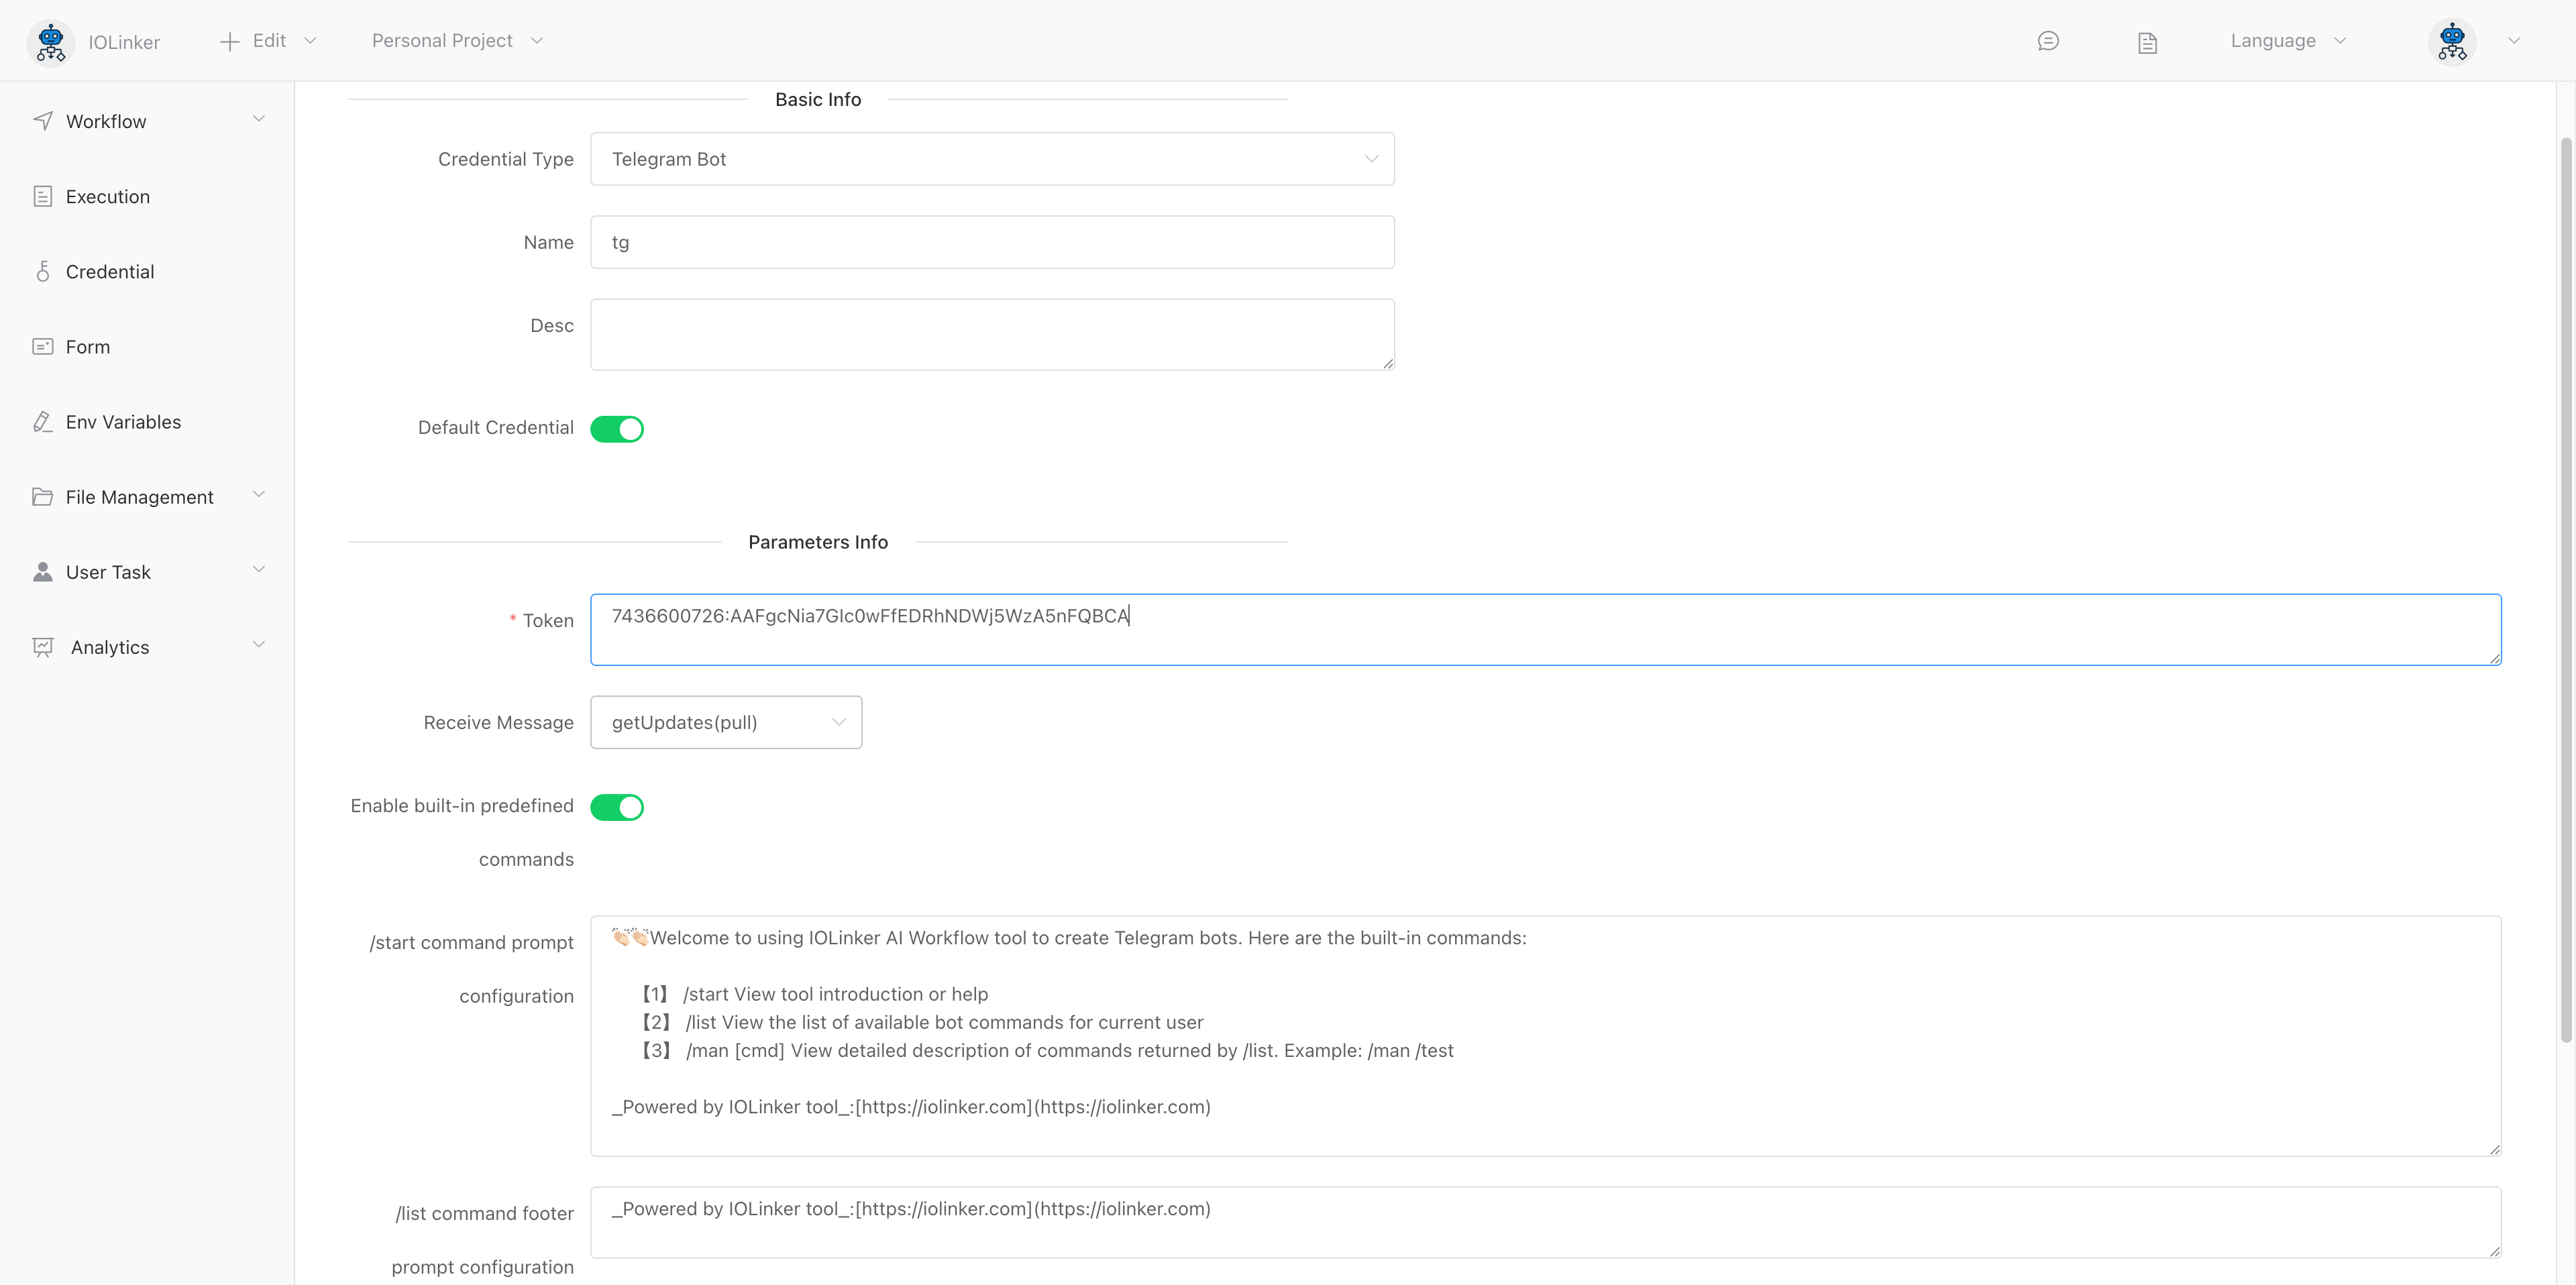 IOLinker
Edit
Personal Project
Language
Workflow
Execution
Credential
Form
Env Variables
File Management
User Task
Analytics
Basic Info
Credential Type
Telegram Bot
Name
tg
Desc
Default Credential
Parameters Info
* Token
7436600726:AAFgcNia7GIc0wFfEDRhNDWj5WzA5nFQBCA
Receive Message
getUpdates(pull)
Enable built-in predefined
commands
/start command prompt
configuration
👏🏻👏🏻Welcome to using IOLinker AI Workflow tool to create Telegram bots. Here are the built-in commands:
【1】 /start View tool introduction or help
【2】 /list View the list of available bot commands for current user
【3】 /man [cmd] View detailed description of commands returned by /list. Example: /man /test
_Powered by IOLinker tool_:[https://iolinker.com](https://iolinker.com)
/list command footer
prompt configuration
_Powered by IOLinker tool_:[https://iolinker.com](https://iolinker.com)